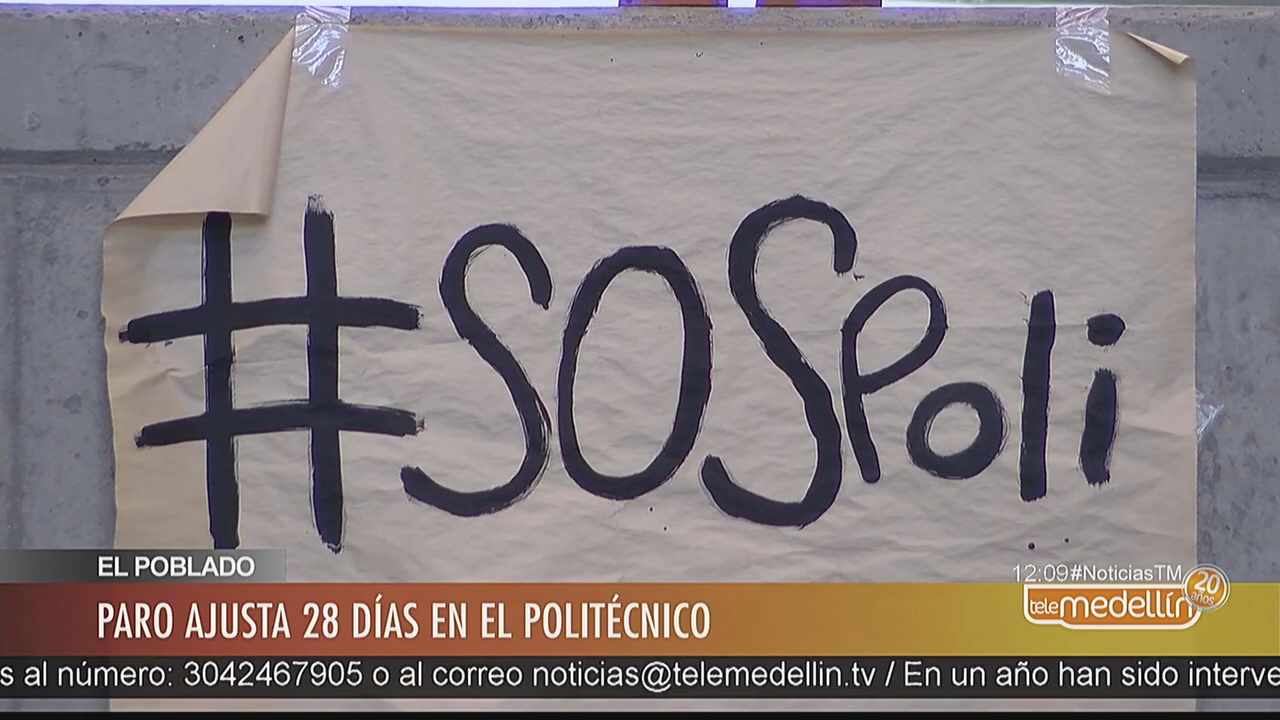 #SOSPoli
EL POBLADO
12:09#NoticiasTM
20 años
telemedellín
PARO AJUSTA 28 DÍAS EN EL POLITÉCNICO
s al número: 3042467905 o al correo noticias@telemedellin.tv / En un año han sido interve